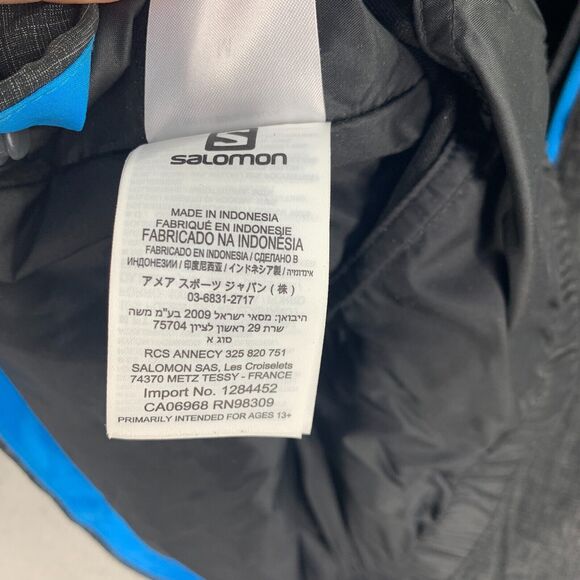 M
SALOMON
MADE IN INDONESIA
FABRIQUÉ EN INDONESIE
FABRICADO NA INDONÉSIA
FABRICADO EN INDONESIA / СДЕЛАНО В
ИНДОНЕЗИИ / 印度尼西亚 / インドネシア製 / אינדונזיה
アメア スポーツ ジャパン (株)
03-6831-2717
היבואן: מסאי ישראל 2009 בע"מ משה
שרת 29 ראשון לציון 75704
סוג א
RCS ANNECY 325 820 751
SALOMON SAS, Les Croiselets
74370 METZ TESSY - FRANCE
Import No. 1284452
CA06968 RN98309
PRIMARILY INTENDED FOR AGES 13+